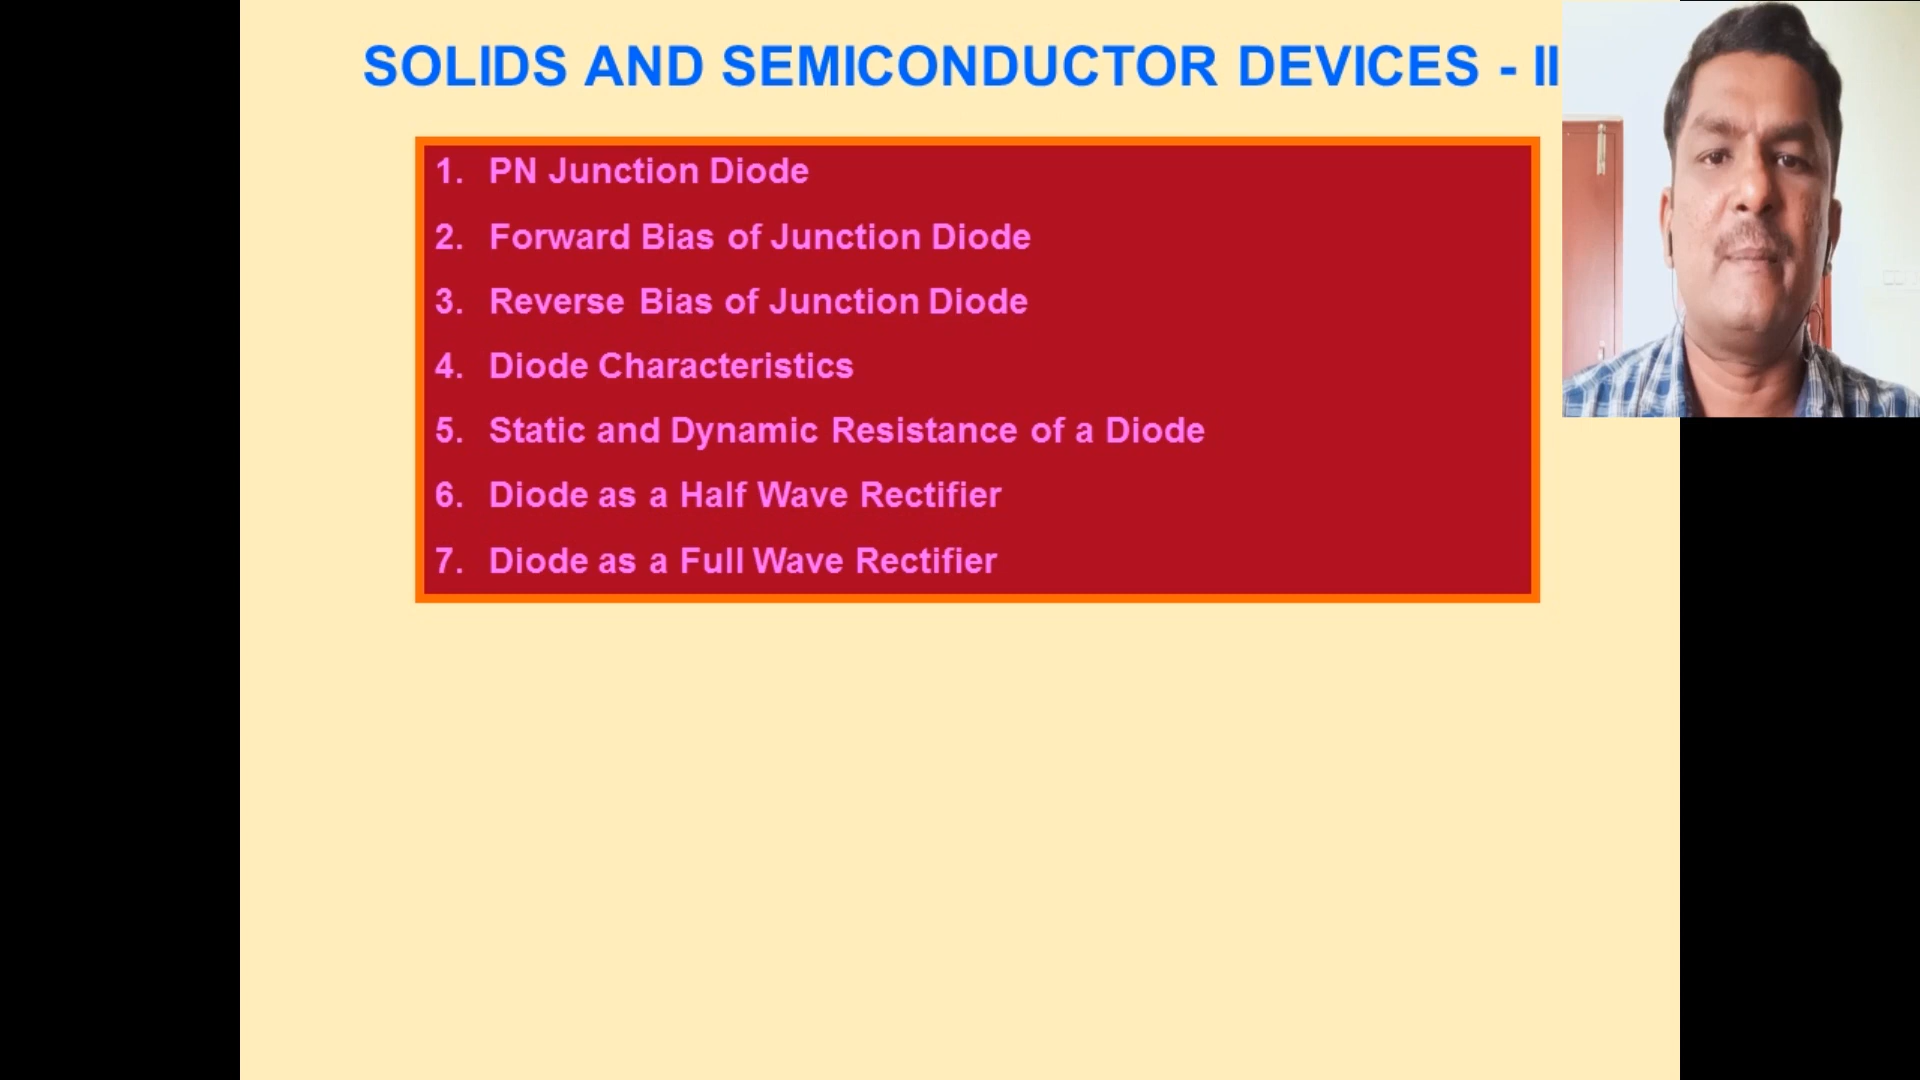 SOLIDS AND SEMICONDUCTOR DEVICES - II
1. PN Junction Diode
2. Forward Bias of Junction Diode
3. Reverse Bias of Junction Diode
4. Diode Characteristics
5. Static and Dynamic Resistance of a Diode
6. Diode as a Half Wave Rectifier
7. Diode as a Full Wave Rectifier